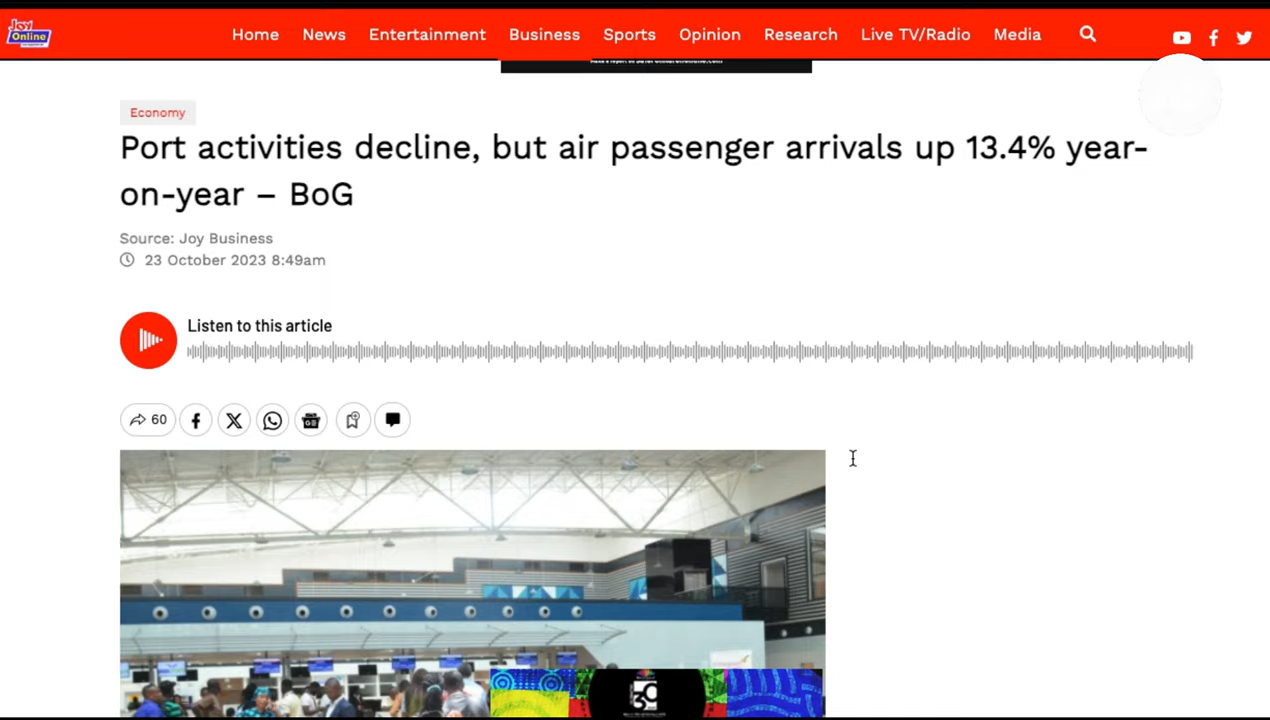 Joy
Online
Home News Entertainment Business Sports Opinion Research Live TV/Radio Media
Economy
Port activities decline, but air passenger arrivals up 13.4% year-
on-year – BoG
Source: Joy Business
23 October 2023 8:49am
Listen to this article
60